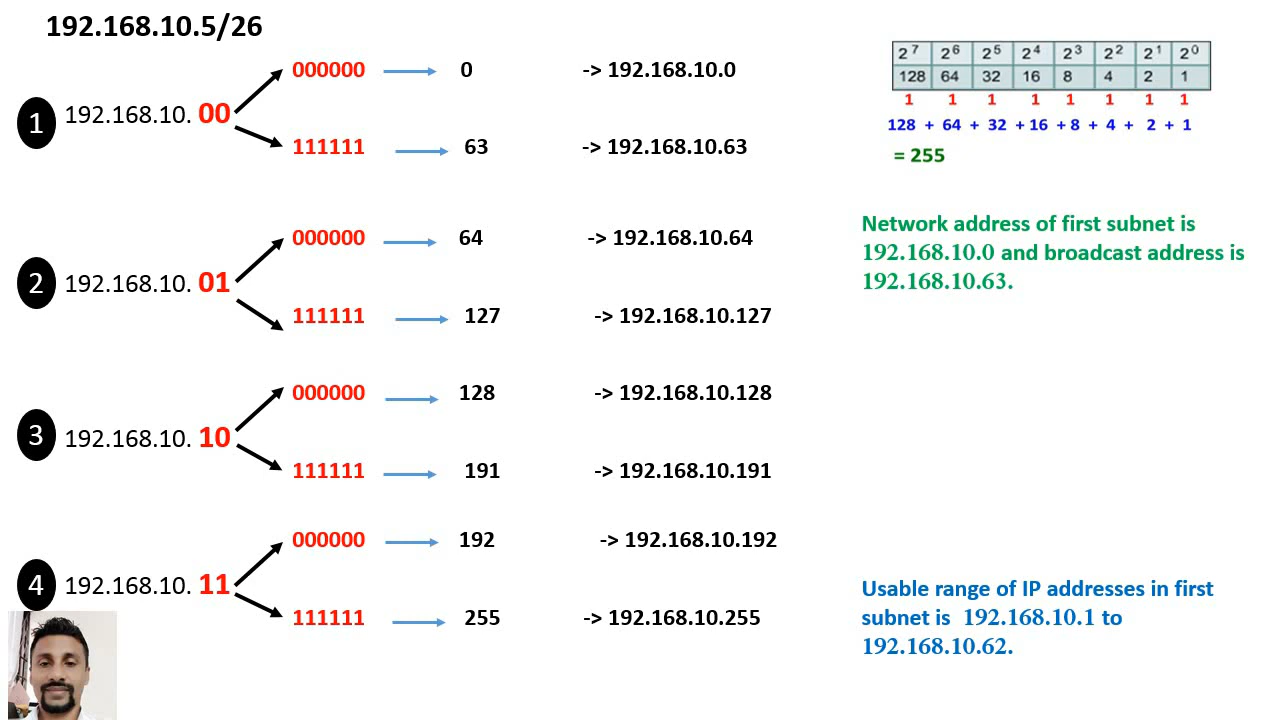 192.168.10.5/26
000000 0 -> 192.168.10.0
1 192.168.10. 00
111111 63 -> 192.168.10.63
000000 64 -> 192.168.10.64
2 192.168.10. 01
111111 127 -> 192.168.10.127
000000 128 -> 192.168.10.128
3 192.168.10. 10
111111 191 -> 192.168.10.191
000000 192 -> 192.168.10.192
4 192.168.10. 11
111111 255 -> 192.168.10.255
2⁷ 2⁶ 2⁵ 2⁴ 2³ 2² 2¹ 2⁰
128 64 32 16 8 4 2 1
1 1 1 1 1 1 1 1
128 + 64 + 32 + 16 + 8 + 4 + 2 + 1
= 255
Network address of first subnet is
192.168.10.0 and broadcast address is
192.168.10.63.
Usable range of IP addresses in first
subnet is 192.168.10.1 to
192.168.10.62.